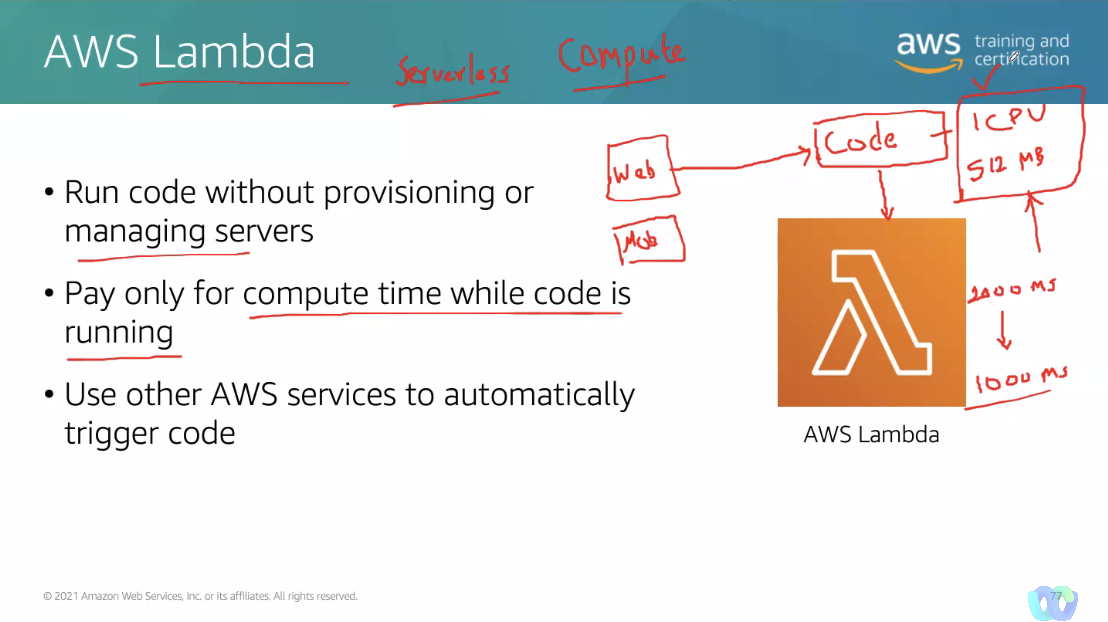 AWS Lambda
Serverless
Compute
aws training and
certification
1 CPU
512 MB
Code
Web
Mob
• Run code without provisioning or
managing servers
• Pay only for compute time while code is
running
• Use other AWS services to automatically
trigger code
2000 MS
1000 MS
AWS Lambda
© 2021 Amazon Web Services, Inc. or its affiliates. All rights reserved.
77